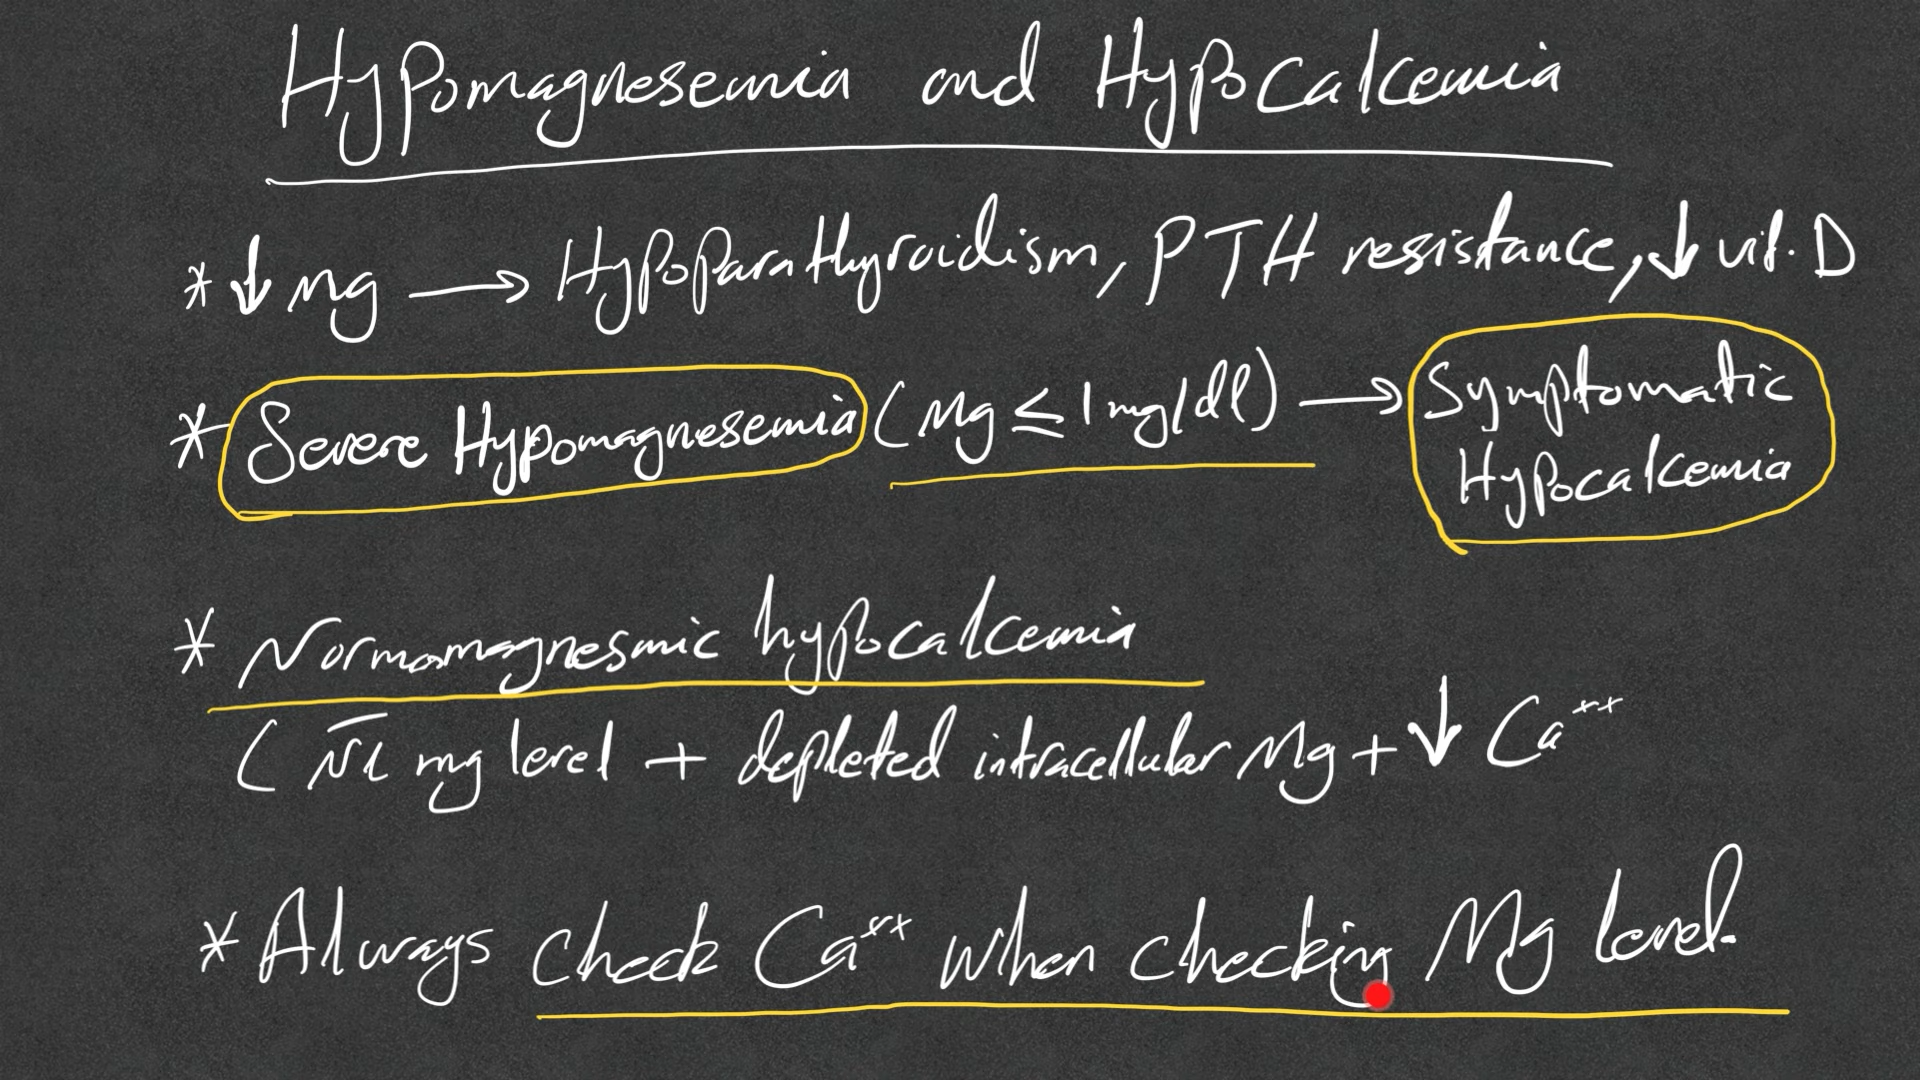 Hypomagnesemia and Hypocalcemia
* ↓ Mg → Hypoparathyroidism, PTH resistance, ↓ vit. D
* Severe Hypomagnesemia (Mg ≤ 1 mg/dl) → Symptomatic
Hypocalcemia
* Normomagnesmic hypocalcemia
( NL mg level + depleted intracellular Mg + ↓ Ca++
* Always check Ca++ when checking Mg level.